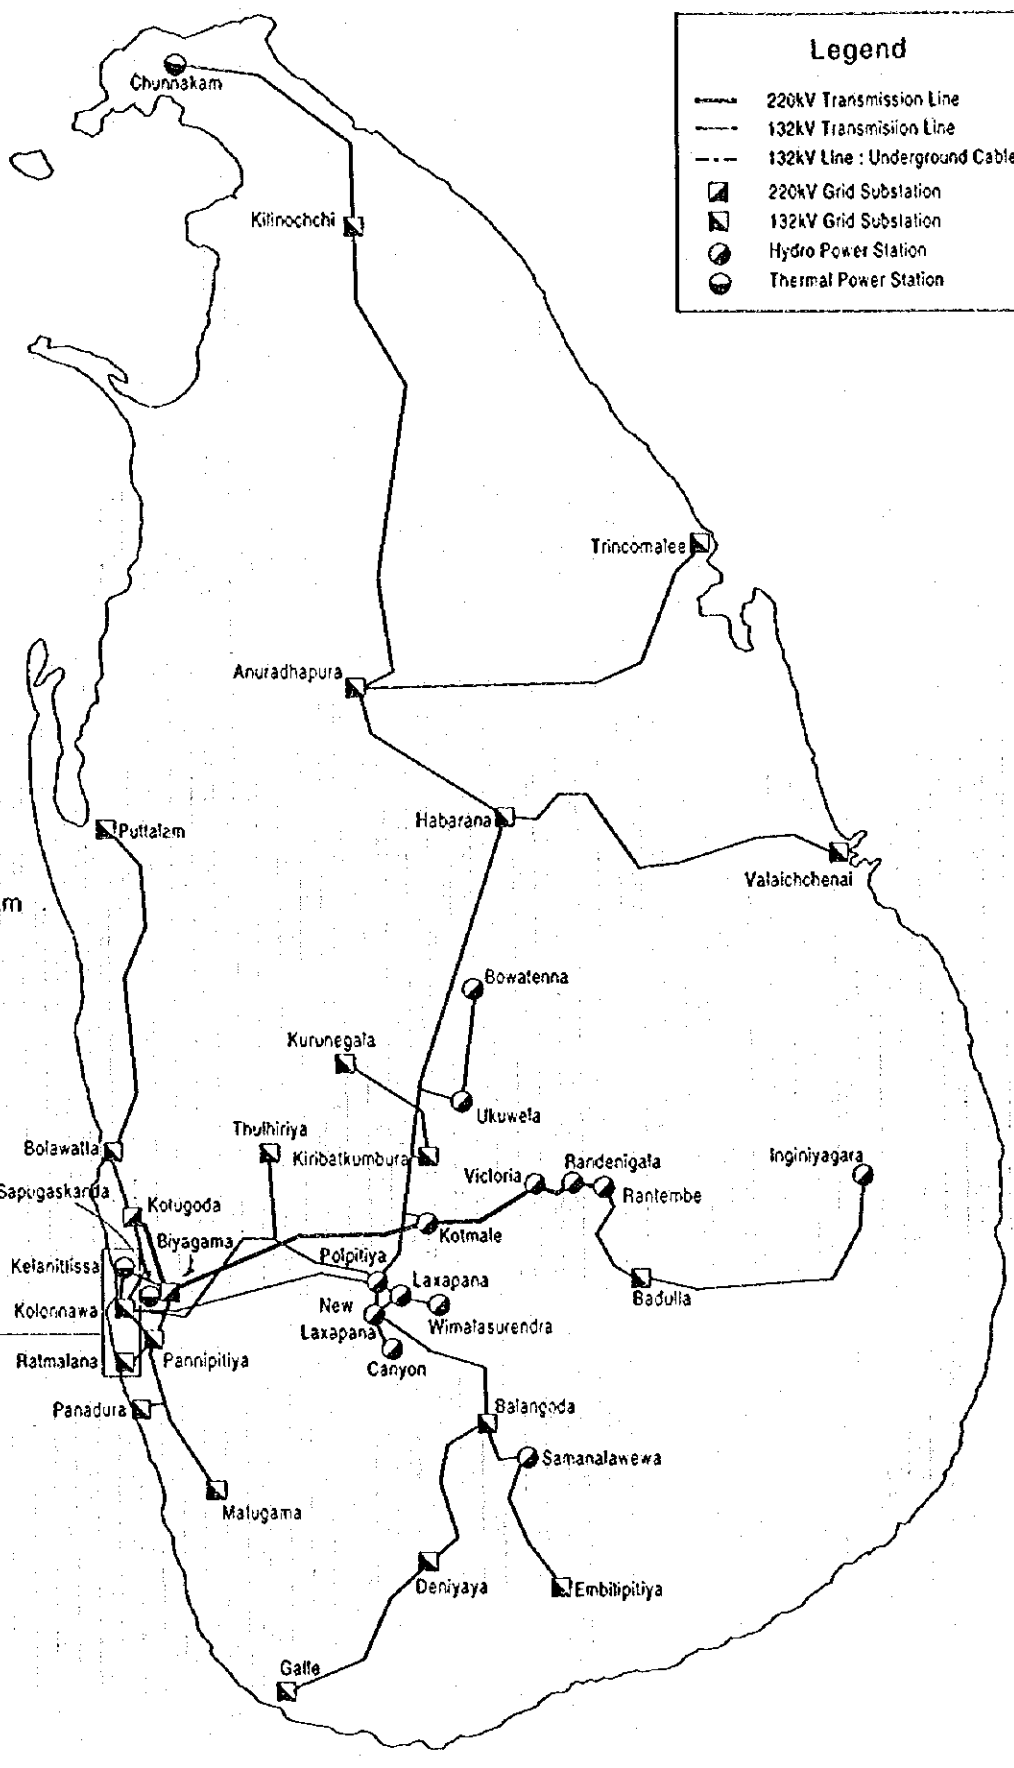 Legend
220kV Transmission Line
132kV Transmisiion Line
132kV Line : Underground Cable
220kV Grid Substation
132kV Grid Substation
Hydro Power Station
Thermal Power Station
Chunnakam
Kilinochchi
Trincomalee
Anuradhapura
Habarana
Puttalam
Valaichchenai
m
Bowatenna
Kurunegala
Ukuwela
Thulhiriya
Bolawatta
Kiribatkumbura
Victoria
Randenigala
Inginiyagara
Sapugaskanda
Rantembe
Kotugoda
Biyagama
Kotmale
Kelanitissa
Polpitiya
Laxapana
Badulla
Kolonnawa
New
Laxapana
Wimalasurendra
Ratmalana
Pannipitiya
Canyon
Panadura
Balangoda
Samanalawewa
Matugama
Deniyaya
Embilipitiya
Galle